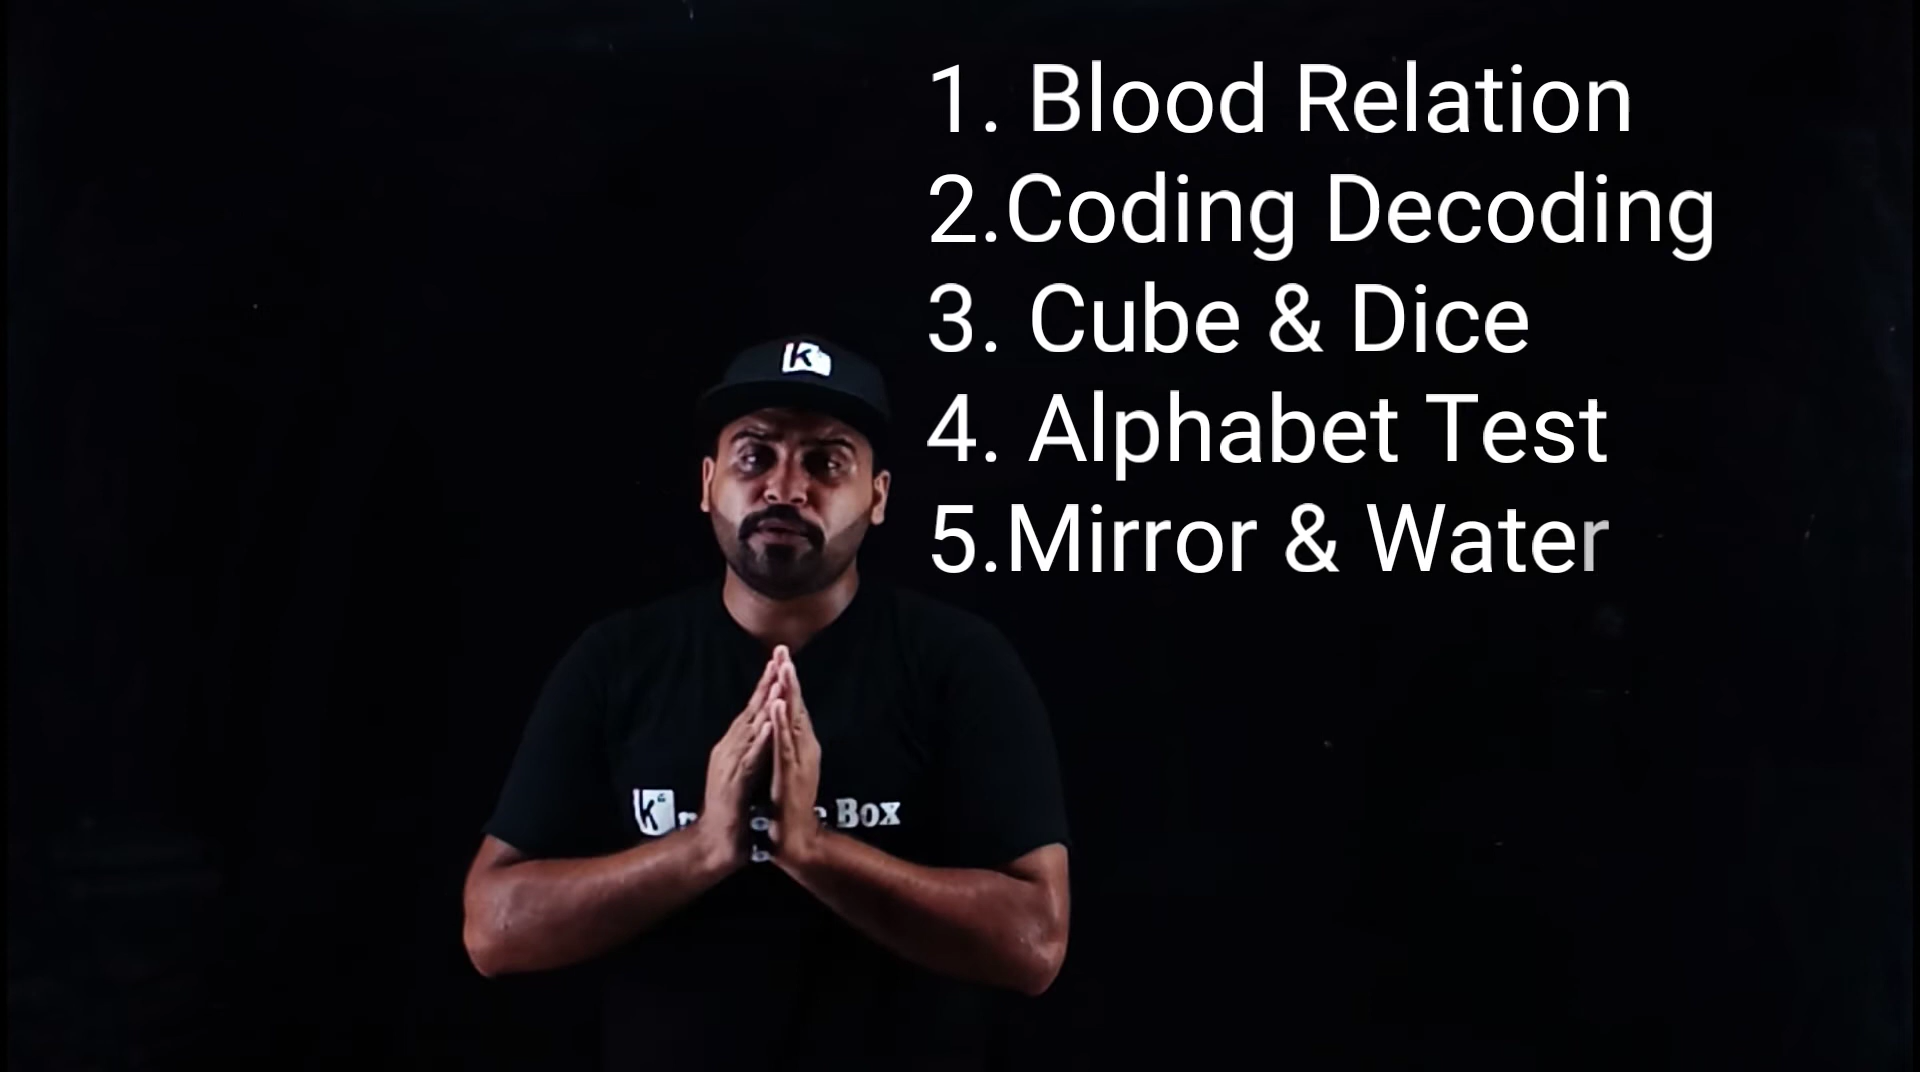 1. Blood Relation
2.Coding Decoding
3. Cube & Dice
4. Alphabet Test
5.Mirror & Water
K
Box